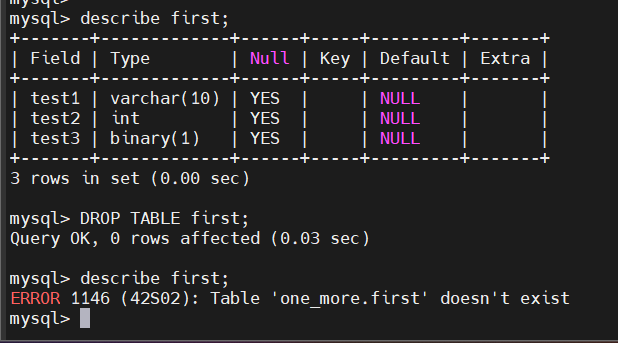 mysql>
mysql> describe first;
+-------+-------------+------+-----+---------+-------+
| Field | Type        | Null | Key | Default | Extra |
+-------+-------------+------+-----+---------+-------+
| test1 | varchar(10) | YES  |     | NULL    |       |
| test2 | int         | YES  |     | NULL    |       |
| test3 | binary(1)   | YES  |     | NULL    |       |
+-------+-------------+------+-----+---------+-------+
3 rows in set (0.00 sec)

mysql> DROP TABLE first;
Query OK, 0 rows affected (0.03 sec)

mysql> describe first;
ERROR 1146 (42S02): Table 'one_more.first' doesn't exist
mysql>